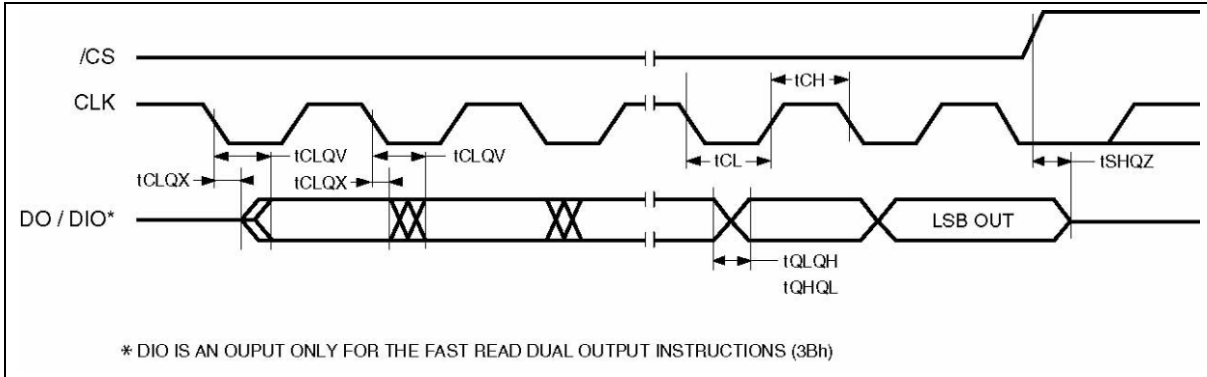 /CS
tCH
CLK
tCLQV
tCLQV
tCL
tSHQZ
tCLQX
tCLQX
DO / DIO*
LSB OUT
tQLQH
tQHQL
* DIO IS AN OUPUT ONLY FOR THE FAST READ DUAL OUTPUT INSTRUCTIONS (3Bh)